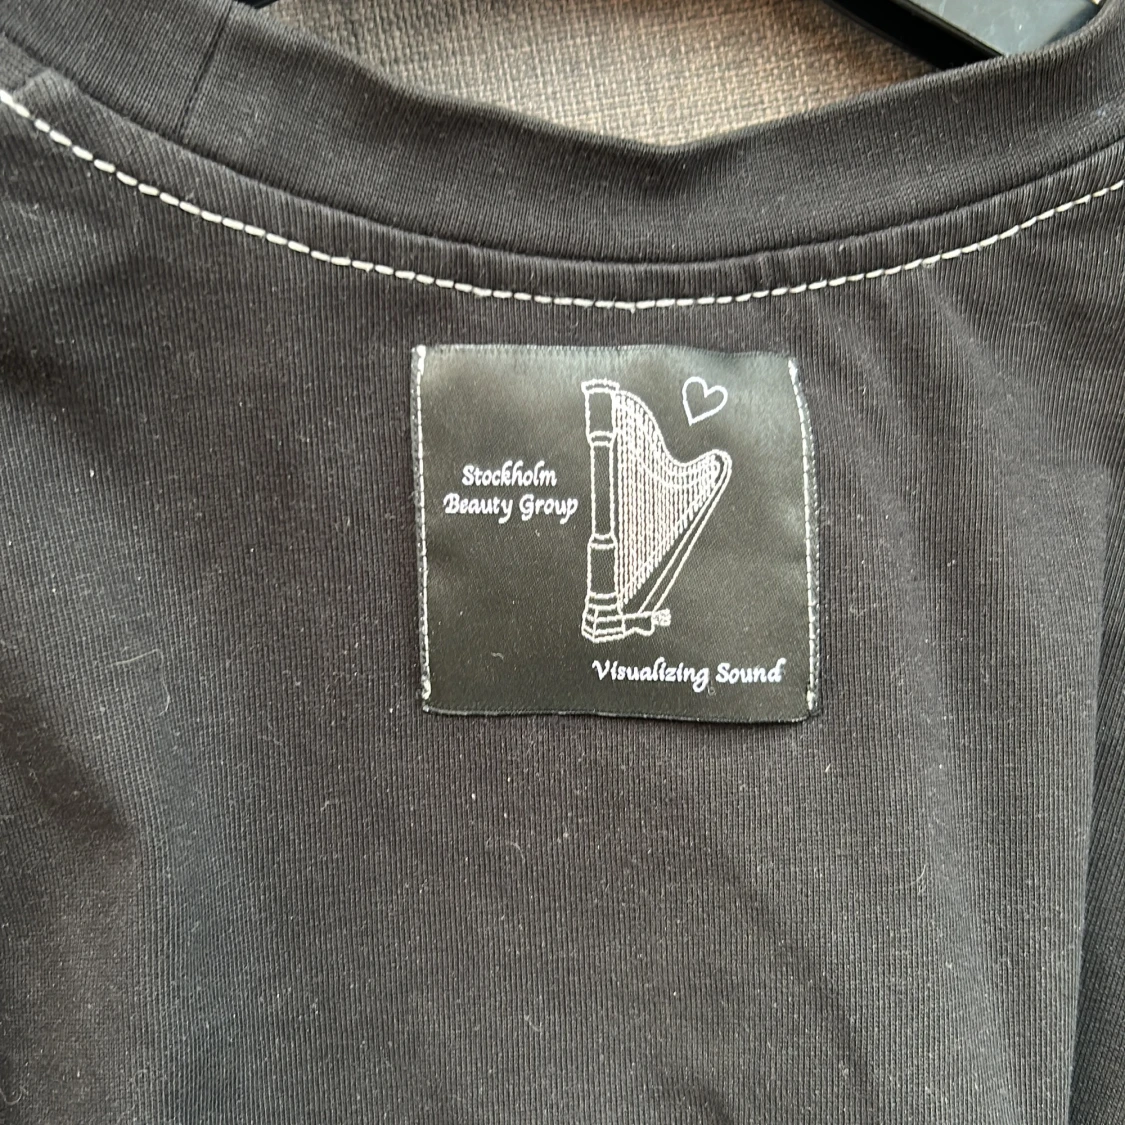 Stockholm
Beauty Group
Visualizing Sound